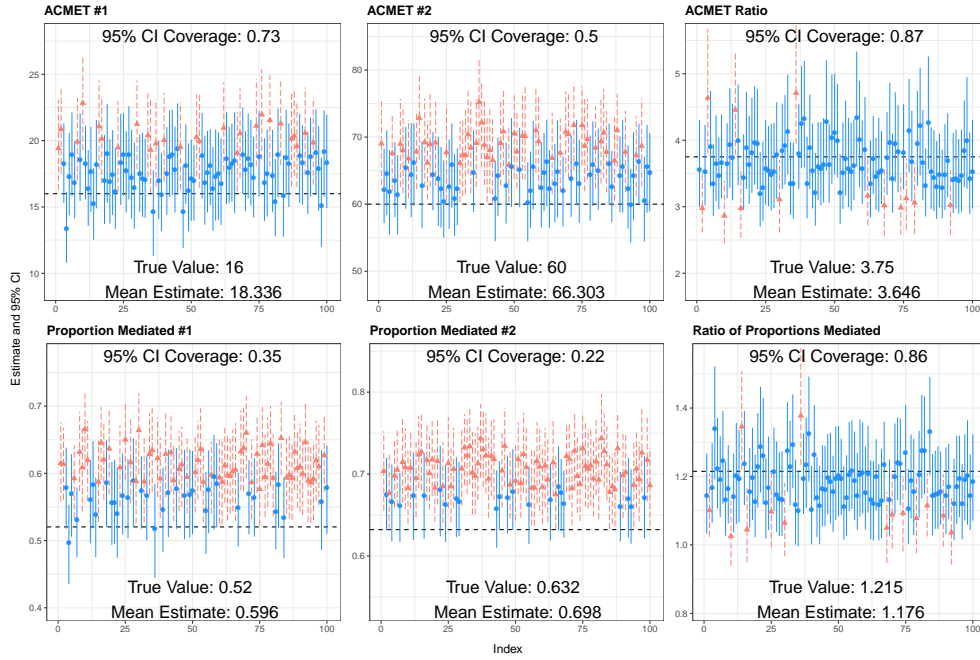 ACMET #1
95% CI Coverage: 0.73
25
20
15
10
True Value: 16
Mean Estimate: 18.336
0
25
50
75
100
ACMET #2
95% CI Coverage: 0.5
80
70
60
50
True Value: 60
Mean Estimate: 66.303
0
25
50
75
100
ACMET Ratio
95% CI Coverage: 0.87
5
4
3
2
True Value: 3.75
Mean Estimate: 3.646
0
25
50
75
100
Estimate and 95% CI
Proportion Mediated #1
95% CI Coverage: 0.35
0.7
0.6
0.5
0.4
True Value: 0.52
Mean Estimate: 0.596
0
25
50
75
100
Proportion Mediated #2
95% CI Coverage: 0.22
0.8
0.7
0.6
True Value: 0.632
Mean Estimate: 0.698
0
25
50
75
100
Ratio of Proportions Mediated
95% CI Coverage: 0.86
1.4
1.2
1.0
0.8
True Value: 1.215
Mean Estimate: 1.176
0
25
50
75
100
Index